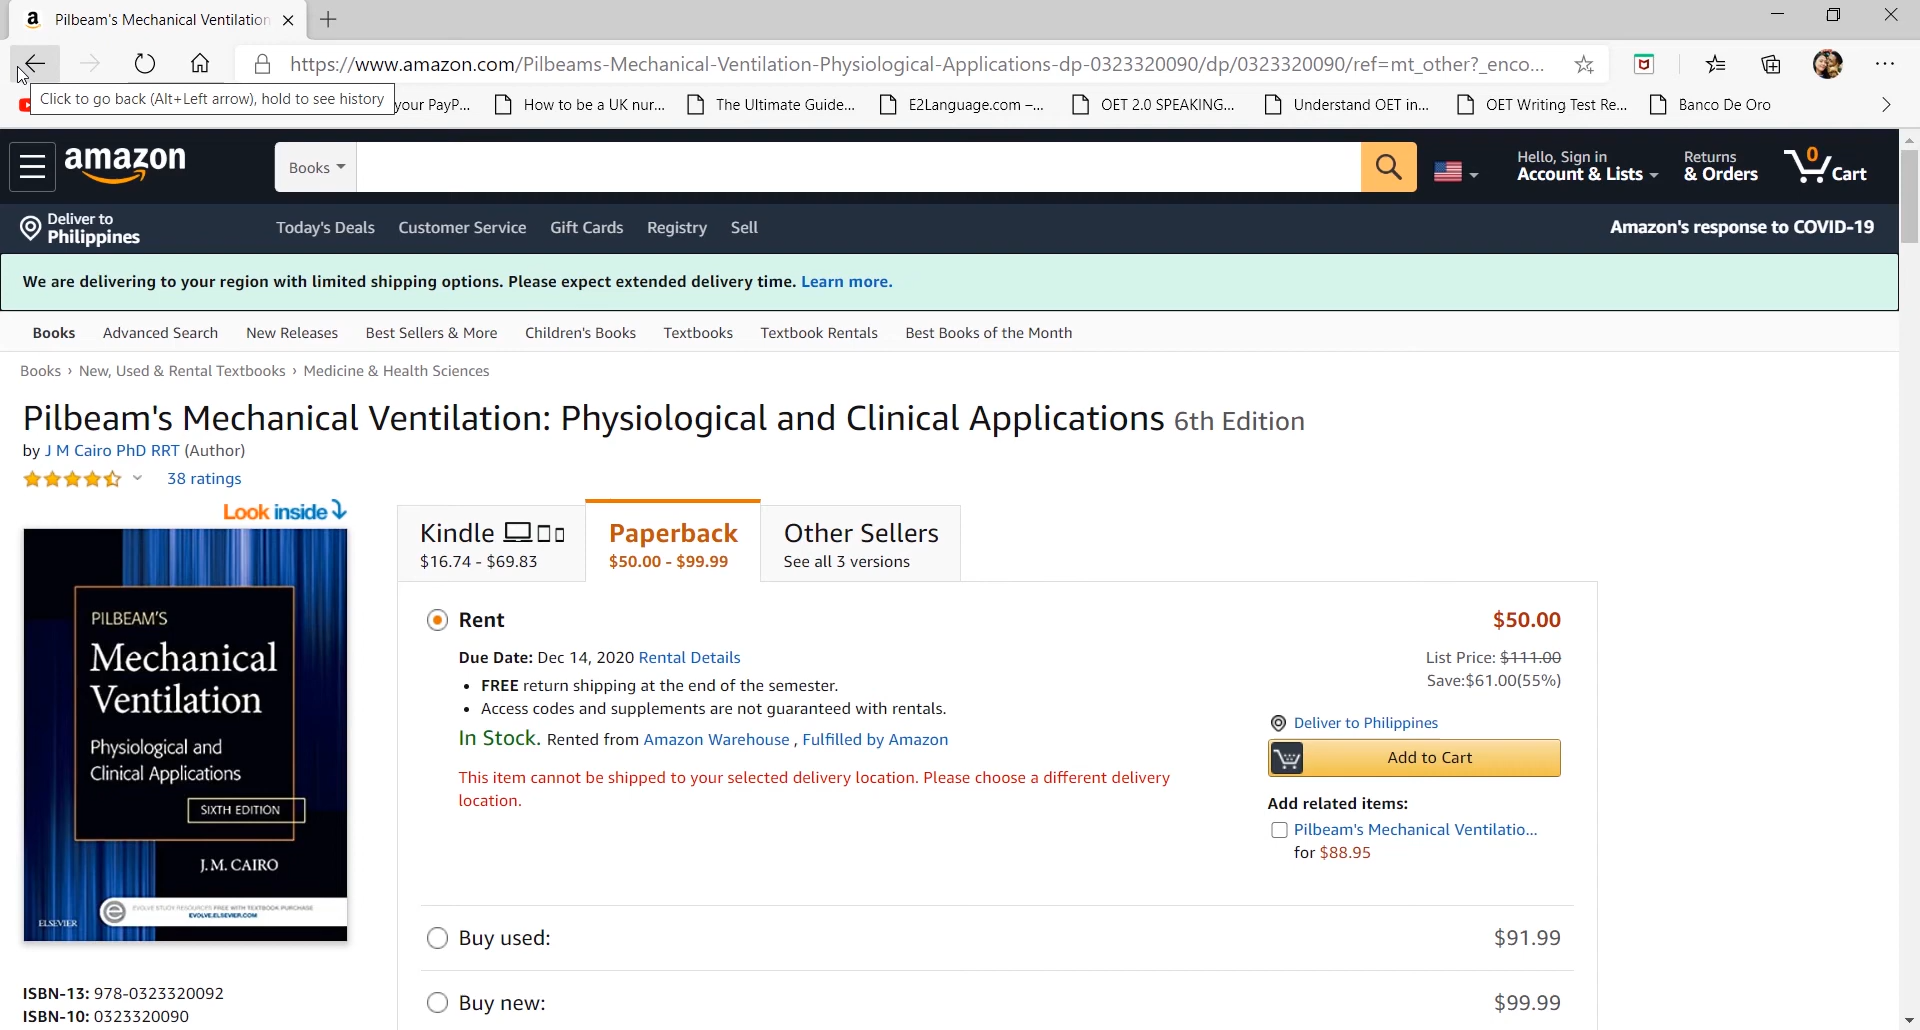 Pilbeam's Mechanical Ventilation
https://www.amazon.com/Pilbeams-Mechanical-Ventilation-Physiological-Applications-dp-0323320090/dp/0323320090/ref=mt_other?_enco...
Click to go back (Alt+Left arrow), hold to see history
your PayP... How to be a UK nur... The Ultimate Guide... E2Language.com –... OET 2.0 SPEAKING... Understand OET in... OET Writing Test Re... Banco De Oro
amazon
Books
Hello, Sign in
Account & Lists
Returns
& Orders
0
Cart
Deliver to
Philippines
Today's Deals Customer Service Gift Cards Registry Sell
Amazon's response to COVID-19
We are delivering to your region with limited shipping options. Please expect extended delivery time. Learn more.
Books Advanced Search New Releases Best Sellers & More Children's Books Textbooks Textbook Rentals Best Books of the Month
Books › New, Used & Rental Textbooks › Medicine & Health Sciences
Pilbeam's Mechanical Ventilation: Physiological and Clinical Applications 6th Edition
by J M Cairo PhD RRT (Author)
38 ratings
Look inside
PILBEAM'S
Mechanical
Ventilation
Physiological and
Clinical Applications
SIXTH EDITION
J.M. CAIRO
EVOLVE STUDY RESOURCES FREE WITH TEXTBOOK PURCHASE
EVOLVE.ELSEVIER.COM
ELSEVIER
ISBN-13: 978-0323320092
ISBN-10: 0323320090
Kindle
$16.74 - $69.83
Paperback
$50.00 - $99.99
Other Sellers
See all 3 versions
Rent
$50.00
Due Date: Dec 14, 2020 Rental Details
List Price: $111.00
Save:$61.00(55%)
• FREE return shipping at the end of the semester.
• Access codes and supplements are not guaranteed with rentals.
In Stock. Rented from Amazon Warehouse , Fulfilled by Amazon
This item cannot be shipped to your selected delivery location. Please choose a different delivery
location.
Deliver to Philippines
Add to Cart
Add related items:
Pilbeam's Mechanical Ventilatio...
for $88.95
Buy used:
$91.99
Buy new:
$99.99